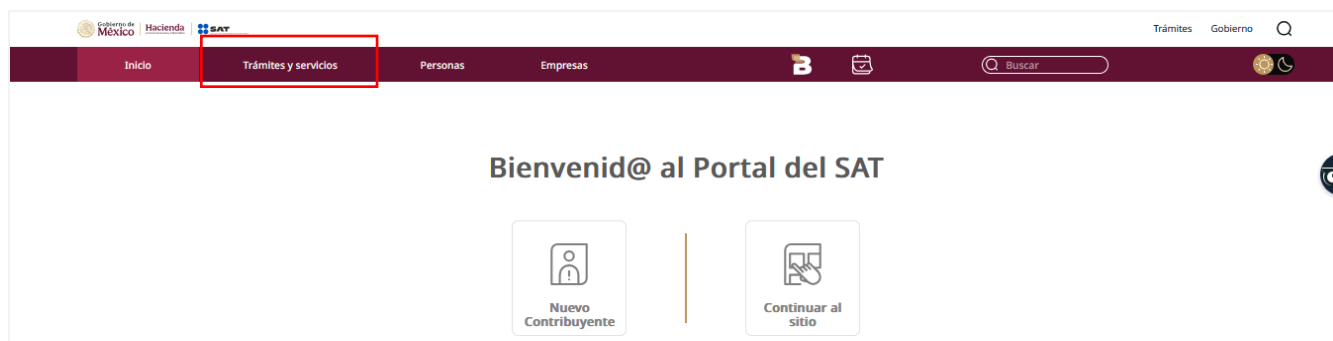 Gobierno de
México
Hacienda
SAT
Trámites
Gobierno
Inicio
Trámites y servicios
Personas
Empresas
B
Buscar
Bienvenid@ al Portal del SAT
Nuevo
Contribuyente
Continuar al
sitio